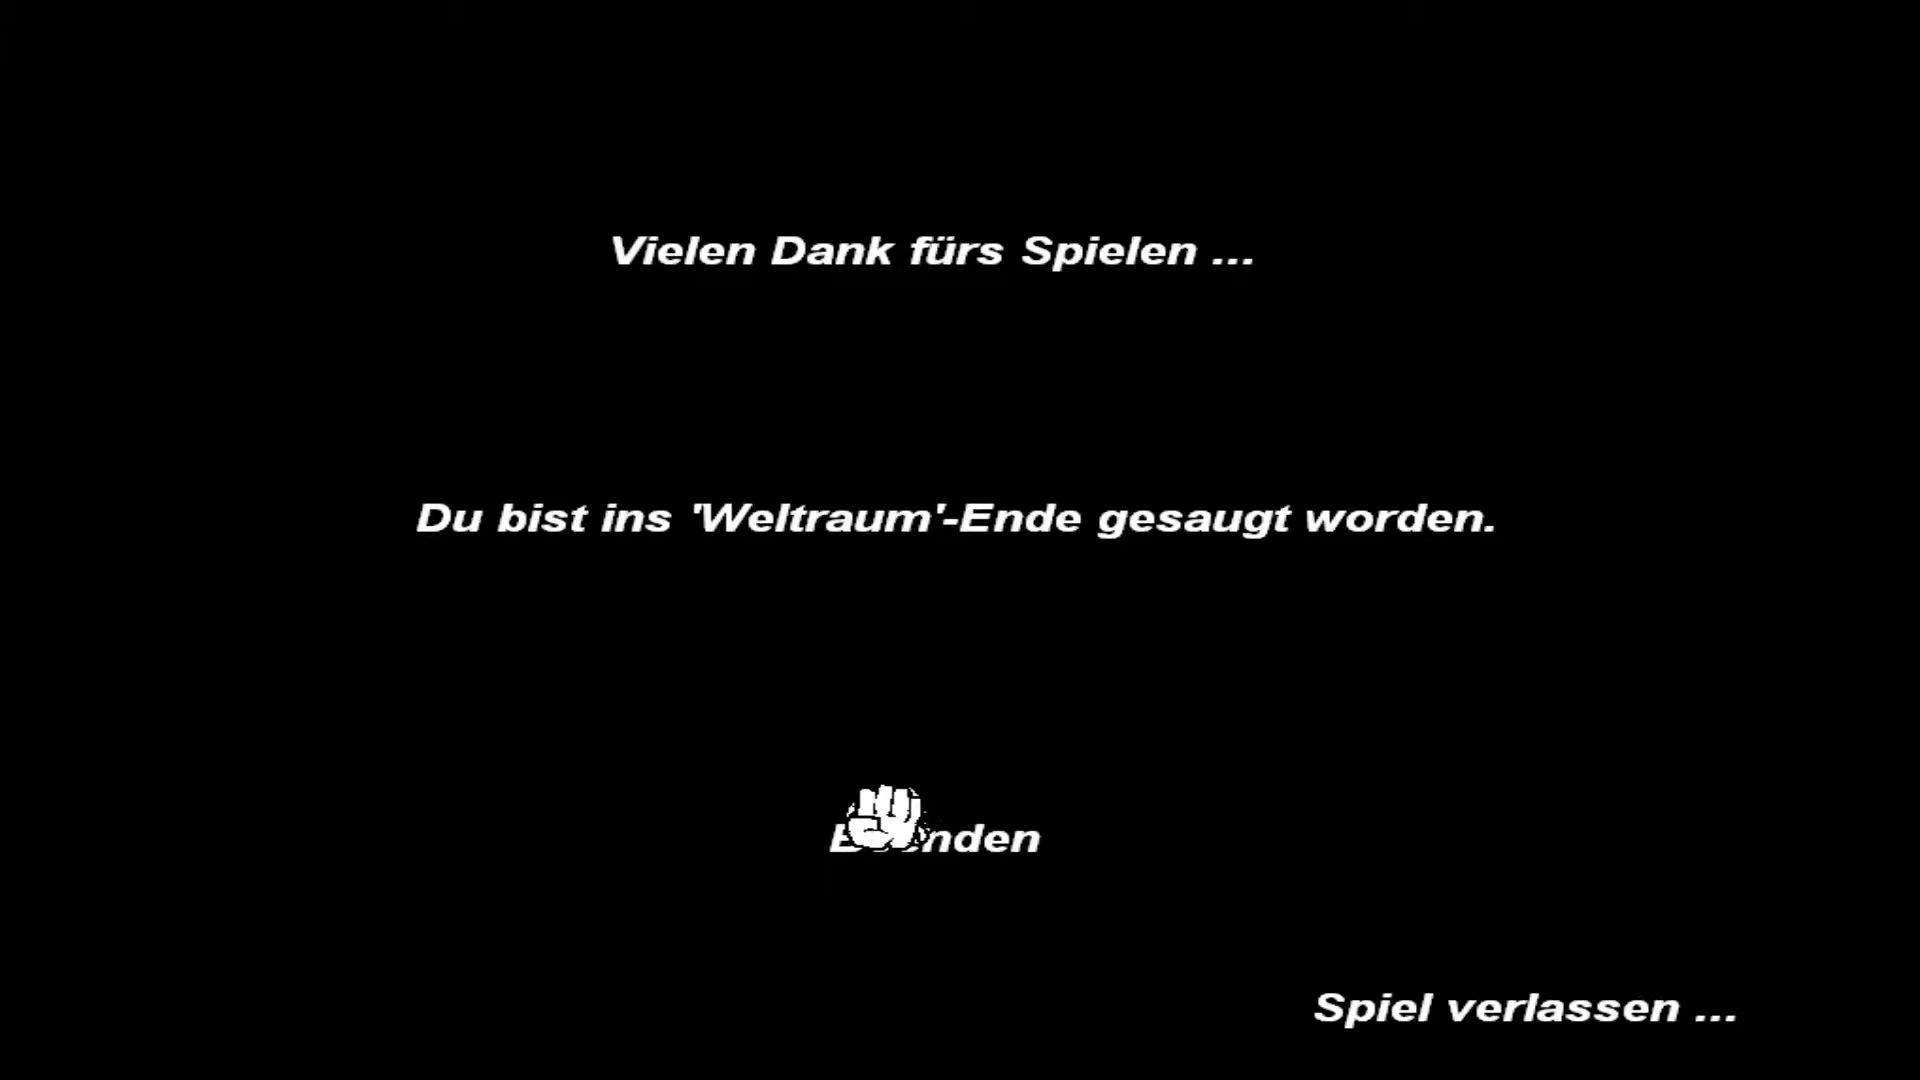 Vielen Dank fürs Spielen ...
Du bist ins 'Weltraum'-Ende gesaugt worden.
Spiel verlassen ...